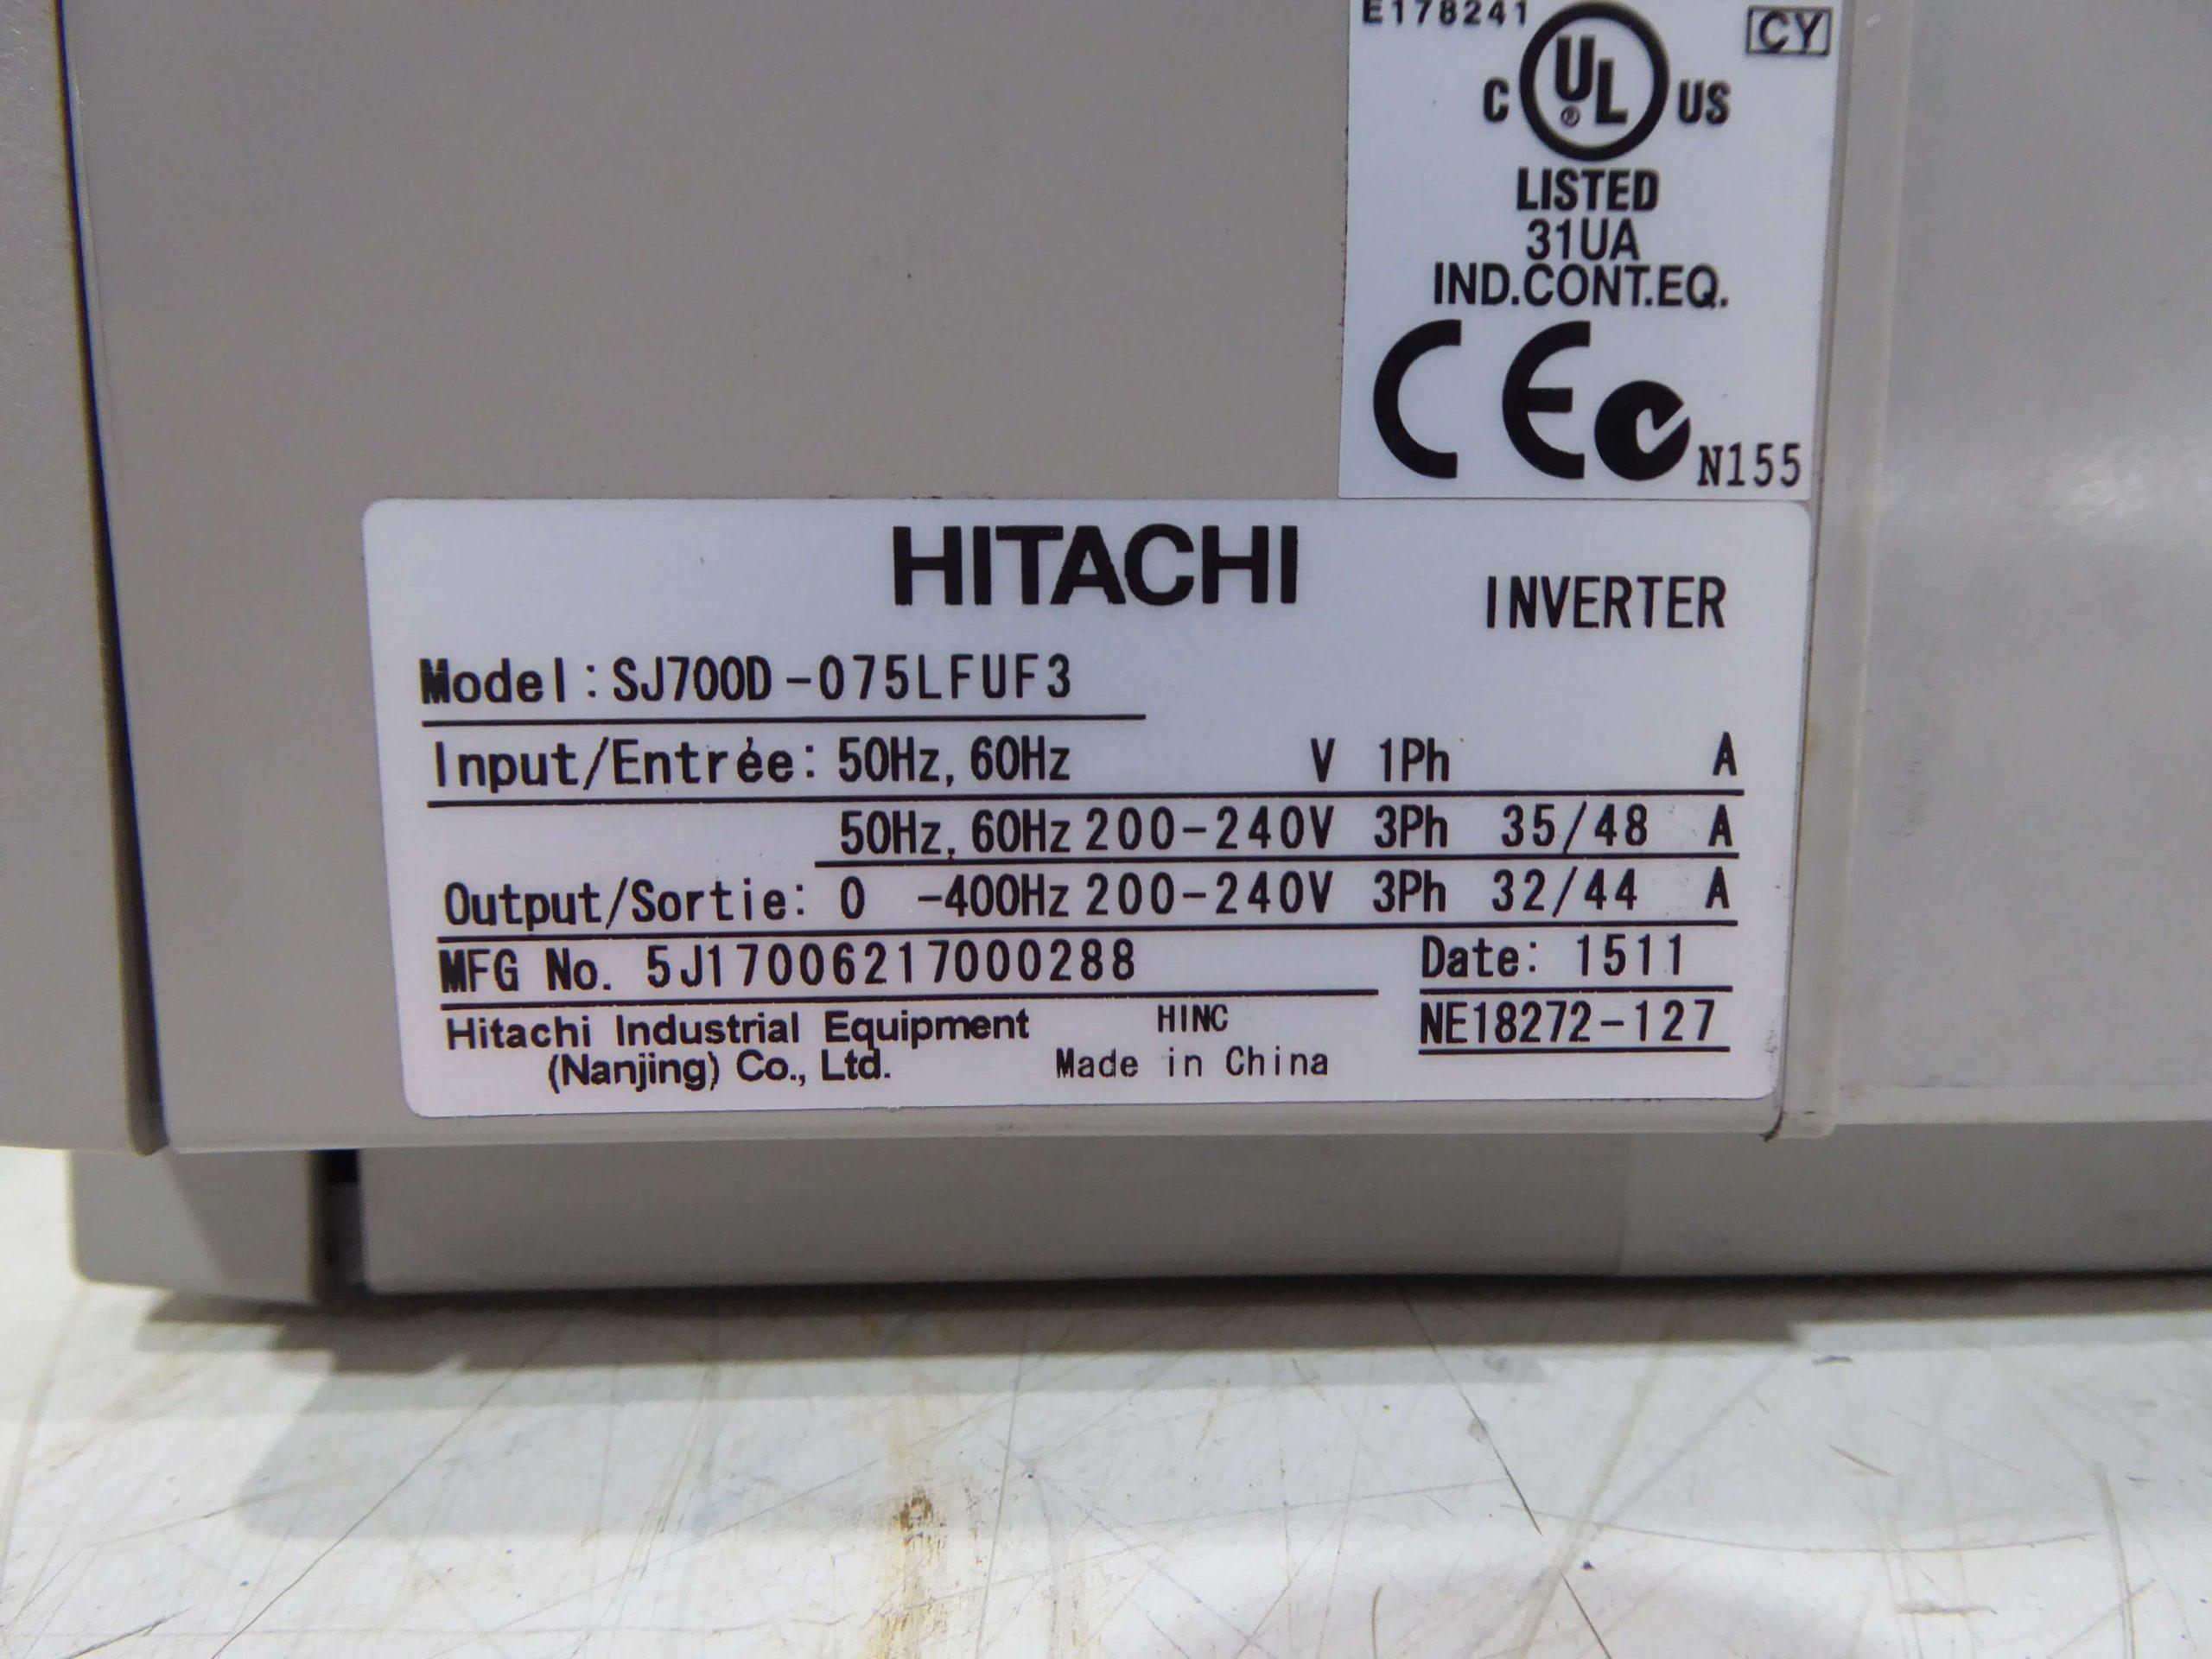 E178241
CY
C UL US
®
LISTED
31UA
IND.CONT.EQ.
CE N155
HITACHI INVERTER
Model:SJ700D-075LFUF3
Input/Entrée: 50Hz, 60Hz V 1Ph A
50Hz, 60Hz 200-240V 3Ph 35/48 A
Output/Sortie: 0 -400Hz 200-240V 3Ph 32/44 A
MFG No. 5J17006217000288 Date: 1511
Hitachi Industrial Equipment HINC NE18272-127
(Nanjing) Co., Ltd. Made in China